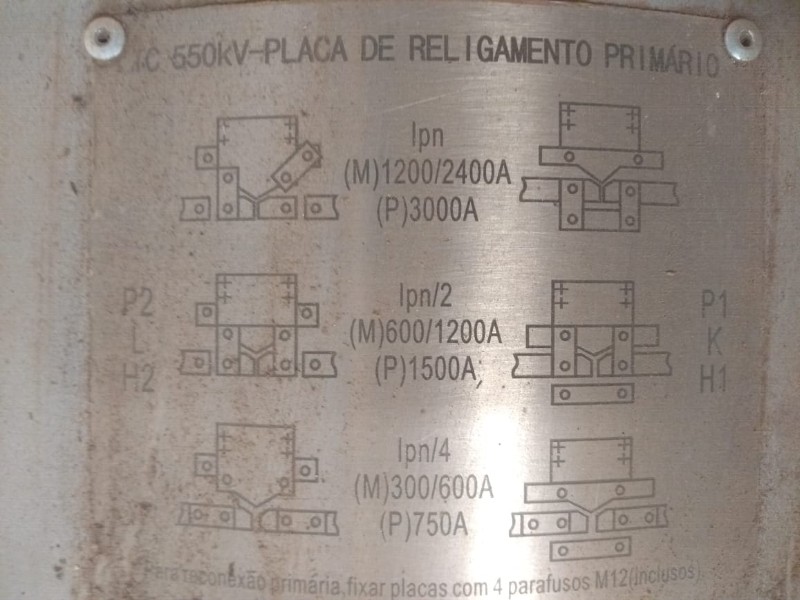 550kV-PLACA DE RELIGAMENTO PRIMÁRIO
Ipn
(M)1200/2400A
(P)3000A
P2
L
H2
Ipn/2
(M)600/1200A
(P)1500A;
P1
K
H1
Ipn/4
(M)300/600A
(P)750A
Para reconexão primária, fixar placas com 4 parafusos M12(inclusos).